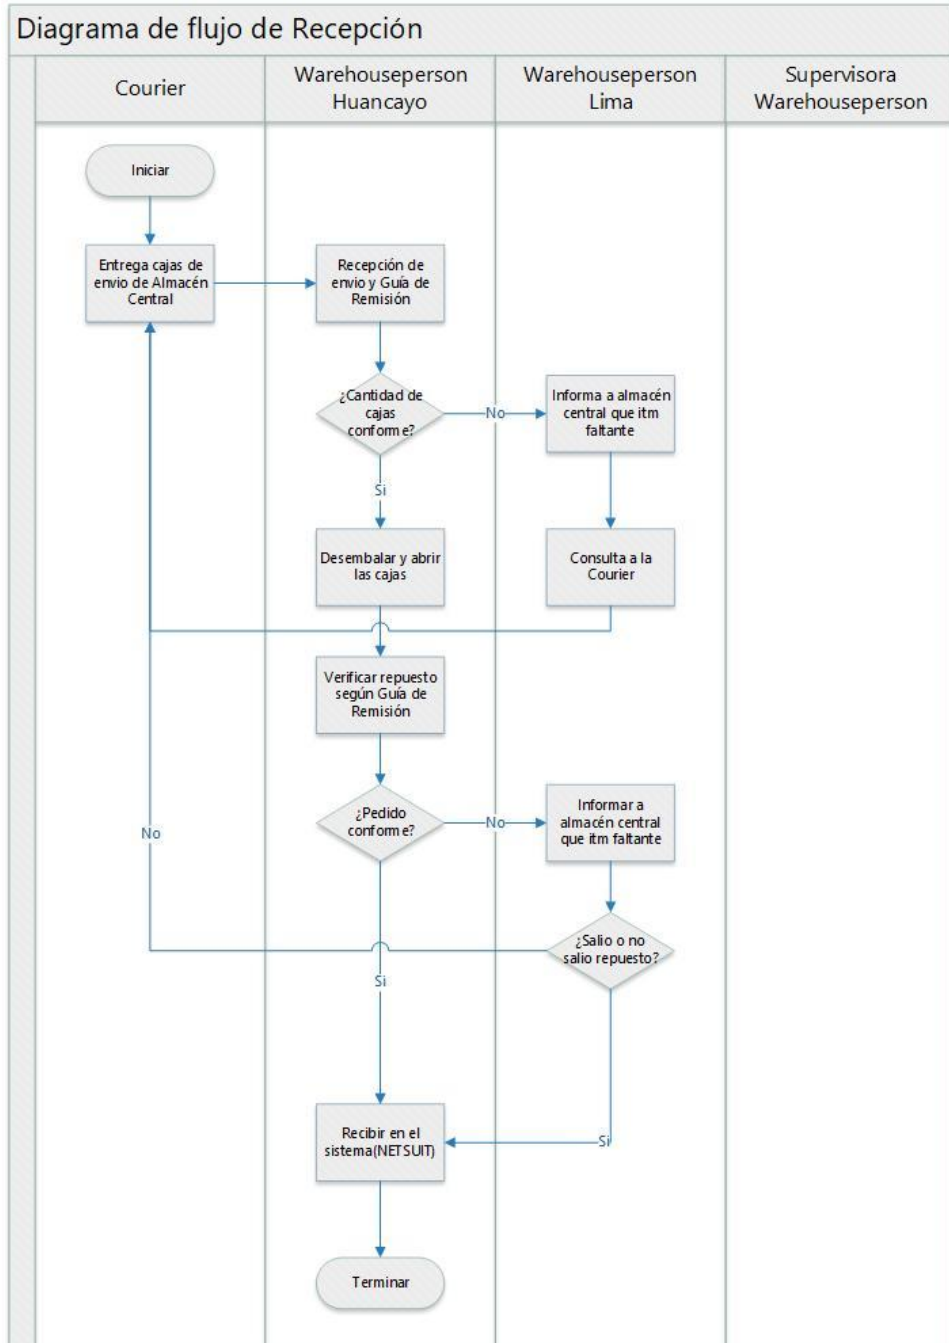 Diagrama de flujo de Recepción
Courier
Warehouseperson
Huancayo
Warehouseperson
Lima
Supervisora
Warehouseperson
Iniciar
Entrega cajas de
envio de Almacén
Central
Recepción de
envio y Guía de
Remisión
¿Cantidad de
cajas
conforme?
No
Informa a almacén
central que itm
faltante
Si
Desembalar y abrir
las cajas
Consulta a la
Courier
Verificar repuesto
según Guía de
Remisión
¿Pedido
conforme?
No
Informar a
almacén central
que itm faltante
No
¿Salio o no
salio repuesto?
Si
Recibir en el
sistema(NETSUIT)
Si
Terminar